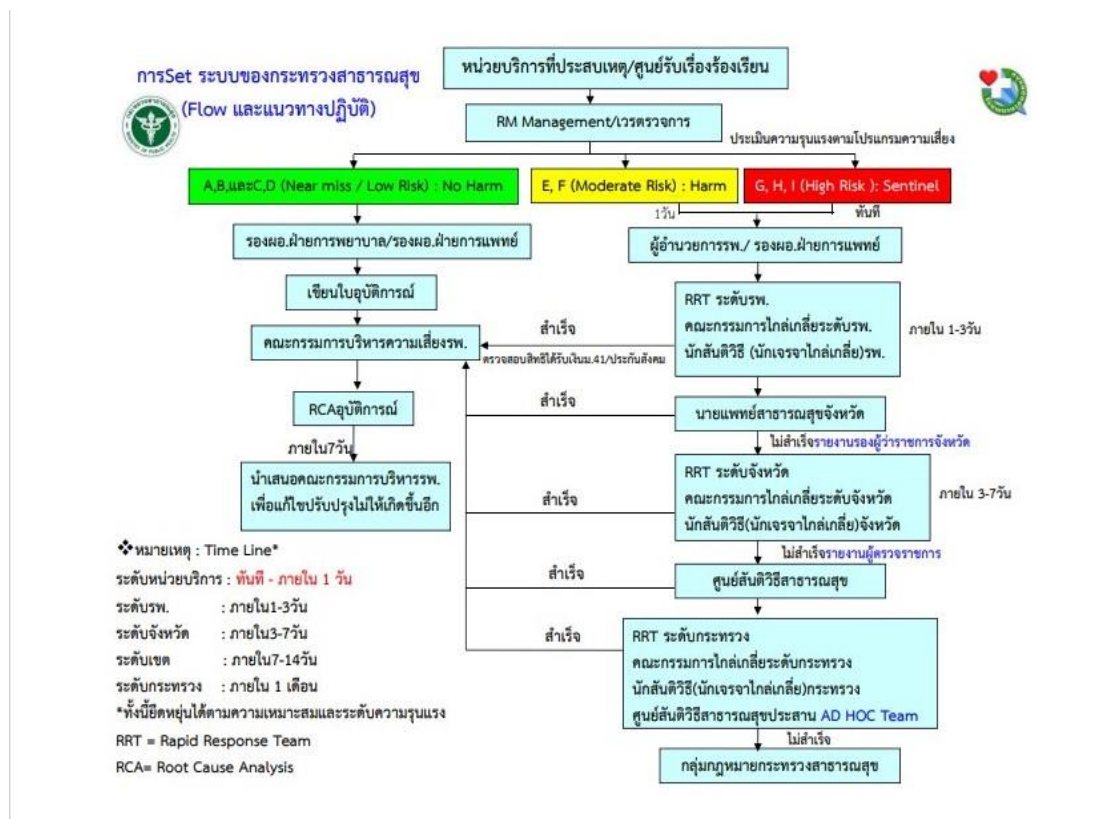 การSet ระบบของกระทรวงสาธารณสุข
(Flow และแนวทางปฏิบัติ)
หน่วยบริการที่ประสบเหตุ/ศูนย์รับเรื่องร้องเรียน
RM Management/เวรตรวจการ
ประเมินความรุนแรงตามโปรแกรมความเสี่ยง
A,B,และC,D (Near miss / Low Risk) : No Harm
E, F (Moderate Risk) : Harm
G, H, I (High Risk ): Sentinel
1วัน
ทันที
รองผอ.ฝ่ายการพยาบาล/รองผอ.ฝ่ายการแพทย์
ผู้อำนวยการรพ./ รองผอ.ฝ่ายการแพทย์
เขียนใบอุบัติการณ์
คณะกรรมการบริหารความเสี่ยงรพ.
สำเร็จ
ตรวจสอบสิทธิได้รับเงินม.41/ประกันสังคม
RRT ระดับรพ.
คณะกรรมการไกล่เกลี่ยระดับรพ.
นักสันติวิธี (นักเจรจาไกล่เกลี่ย)รพ.
ภายใน 1-3วัน
RCAอุบัติการณ์
สำเร็จ
นายแพทย์สาธารณสุขจังหวัด
ไม่สำเร็จรายงานรองผู้ว่าราชการจังหวัด
ภายใน7วัน
นำเสนอคณะกรรมการบริหารรพ.
เพื่อแก้ไขปรับปรุงไม่ให้เกิดขึ้นอีก
สำเร็จ
RRT ระดับจังหวัด
คณะกรรมการไกล่เกลี่ยระดับจังหวัด
นักสันติวิธี(นักเจรจาไกล่เกลี่ย)จังหวัด
ภายใน 3-7วัน
ไม่สำเร็จรายงานผู้ตรวจราชการ
สำเร็จ
ศูนย์สันติวิธีสาธารณสุข
สำเร็จ
RRT ระดับกระทรวง
คณะกรรมการไกล่เกลี่ยระดับกระทรวง
นักสันติวิธี(นักเจรจาไกล่เกลี่ย)กระทรวง
ศูนย์สันติวิธีสาธารณสุขประสาน AD HOC Team
ไม่สำเร็จ
กลุ่มกฎหมายกระทรวงสาธารณสุข
❖หมายเหตุ : Time Line*
ระดับหน่วยบริการ : ทันที - ภายใน 1 วัน
ระดับรพ. : ภายใน1-3วัน
ระดับจังหวัด : ภายใน3-7วัน
ระดับเขต : ภายใน7-14วัน
ระดับกระทรวง : ภายใน 1 เดือน
*ทั้งนี้ยืดหยุ่นได้ตามความเหมาะสมและระดับความรุนแรง
RRT = Rapid Response Team
RCA= Root Cause Analysis